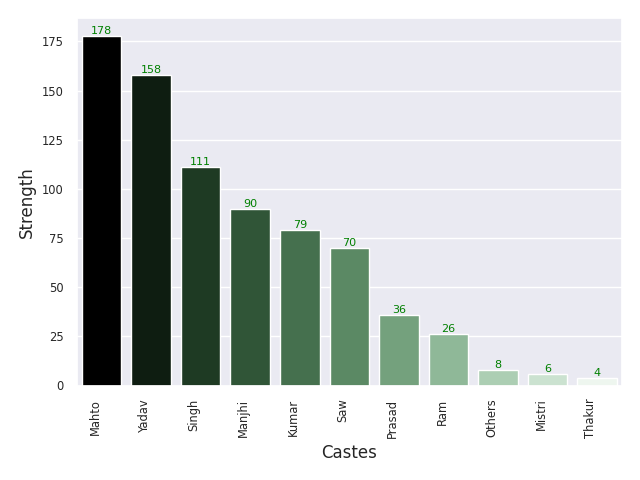 178
175
158
150
125
111
100
90
79
75
70
50
36
26
25
8
6
4
0
Strength
Mahto
Yadav
Singh
Manjhi
Kumar
Saw
Prasad
Ram
Others
Mistri
Thakur
Castes